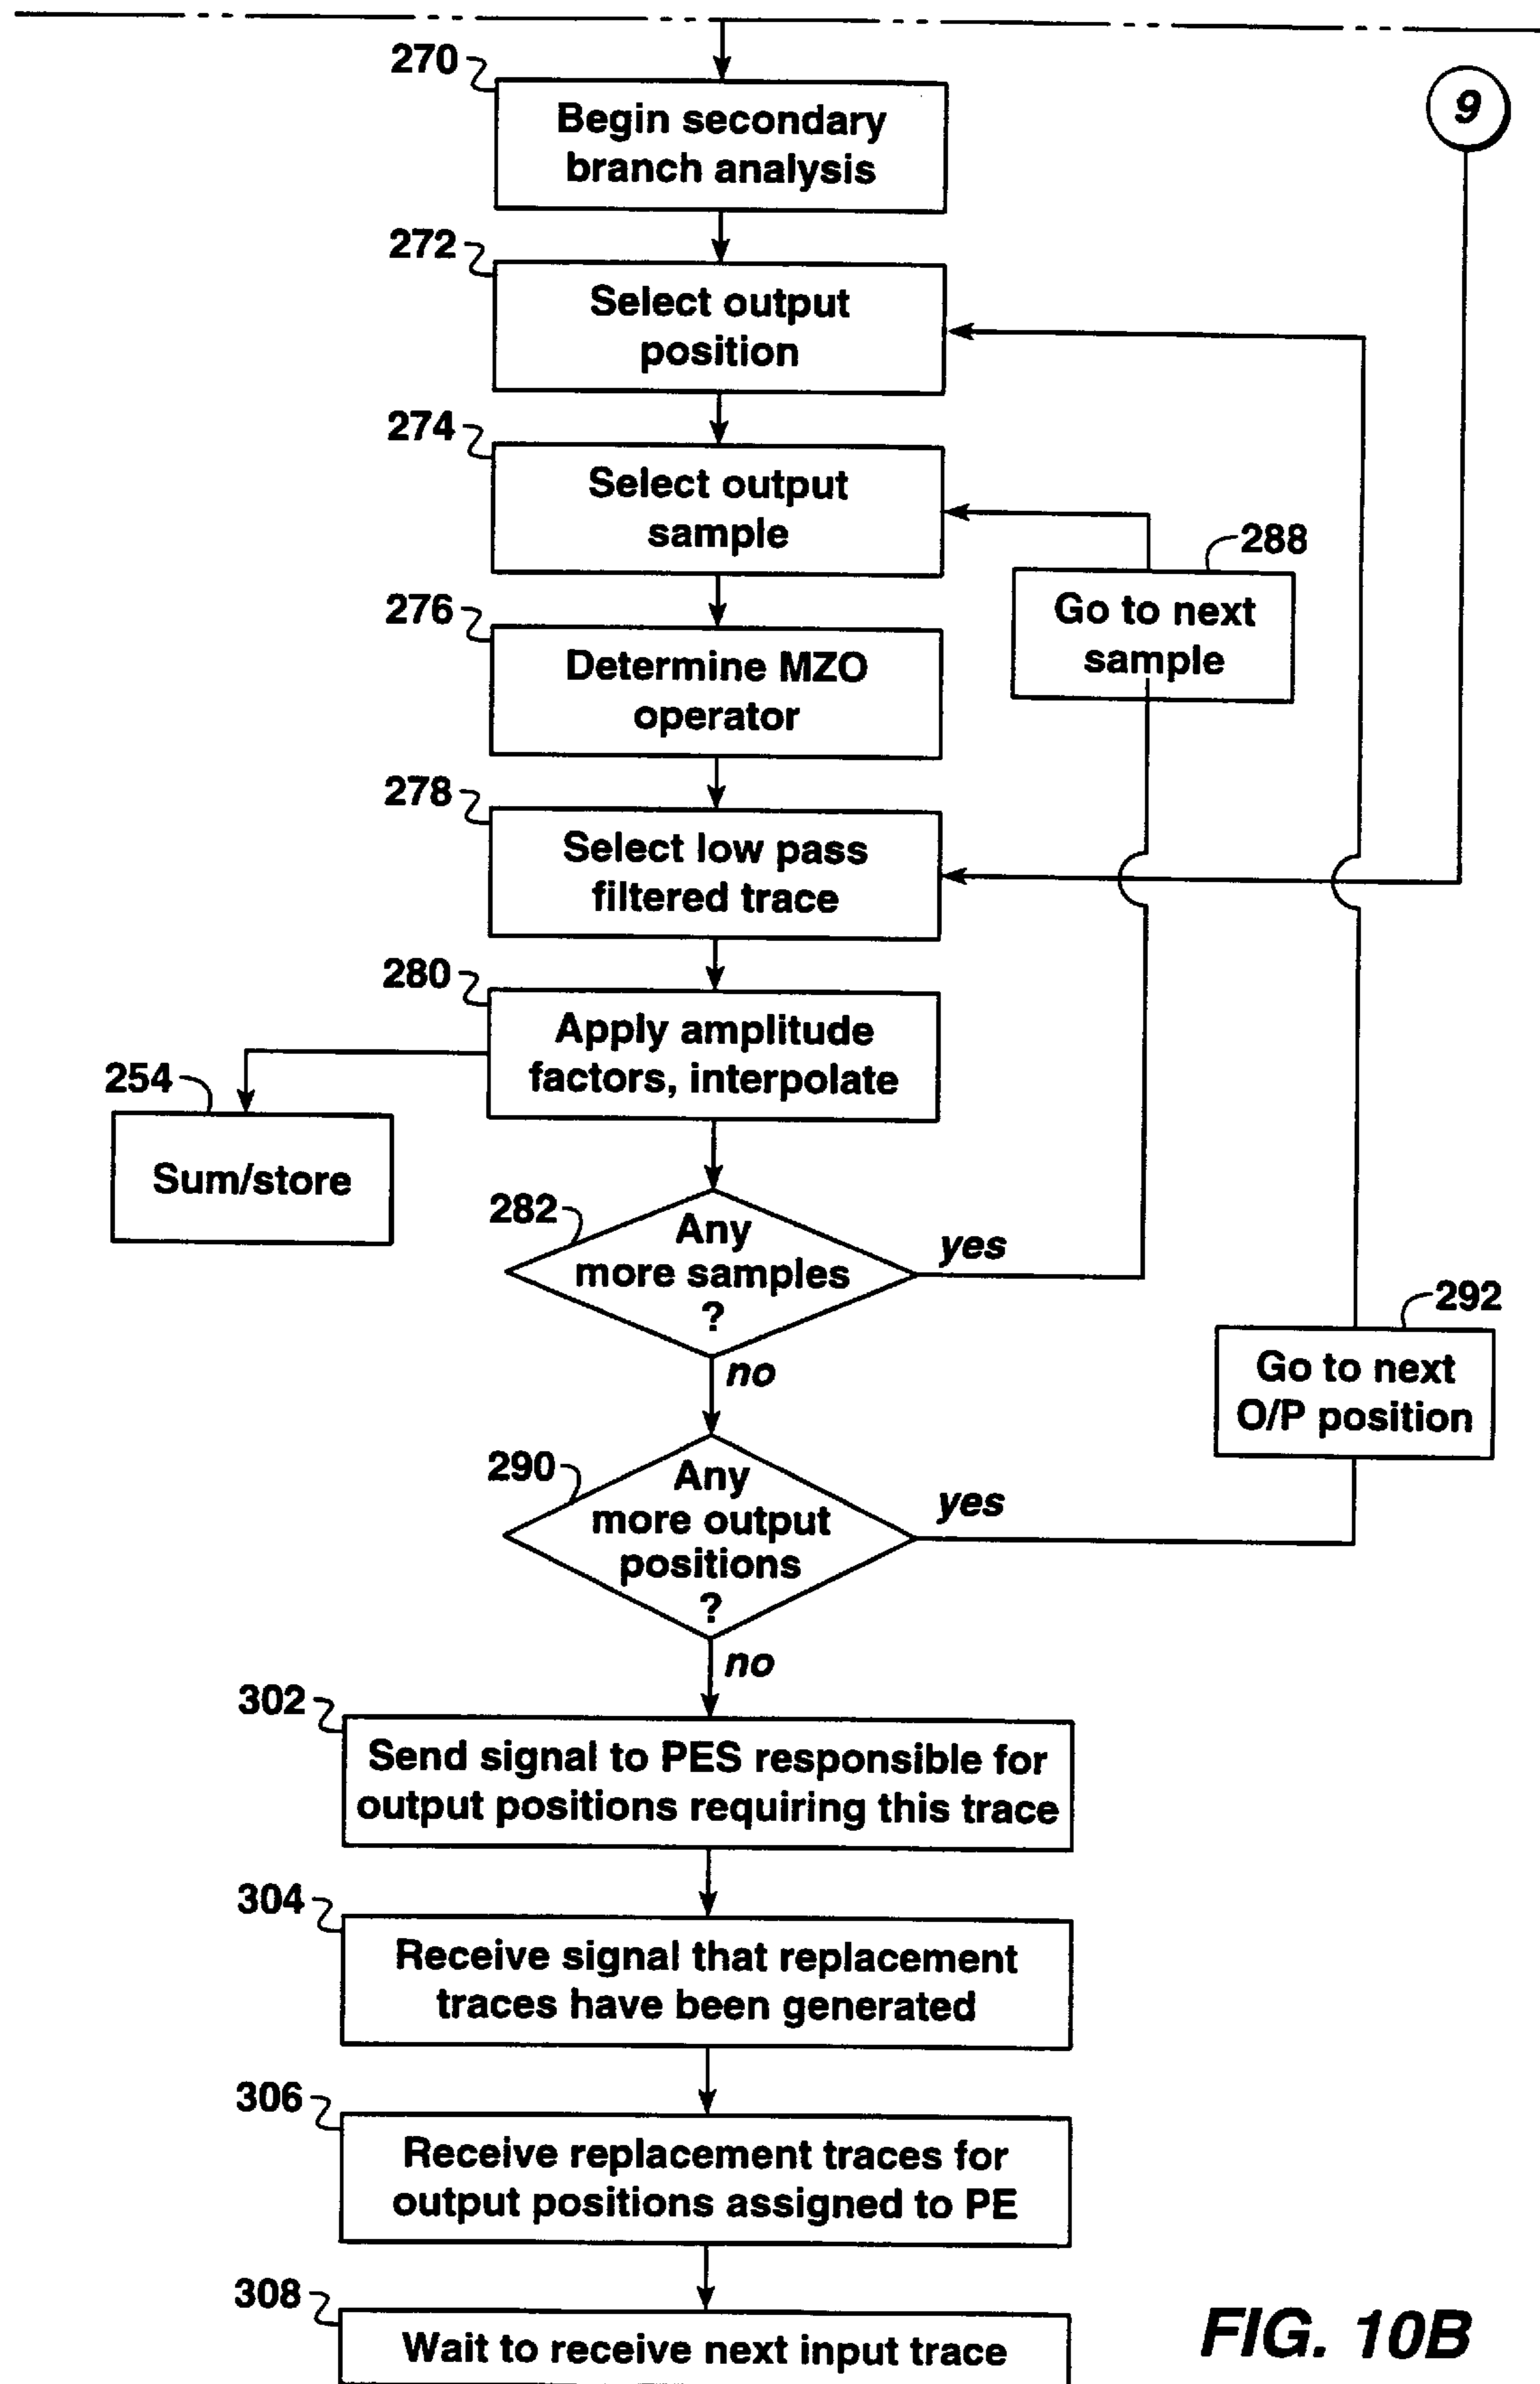 270
Begin secondary
branch analysis
9
272
Select output
position
274
Select output
sample
288
Go to next
sample
276
Determine MZO
operator
278
Select low pass
filtered trace
280
Apply amplitude
factors, interpolate
254
Sum/store
282
Any
more samples
?
yes
no
292
Go to next
O/P position
290
Any
more output
positions
?
yes
no
302
Send signal to PES responsible for
output positions requiring this trace
304
Receive signal that replacement
traces have been generated
306
Receive replacement traces for
output positions assigned to PE
308
Wait to receive next input trace
FIG. 10B